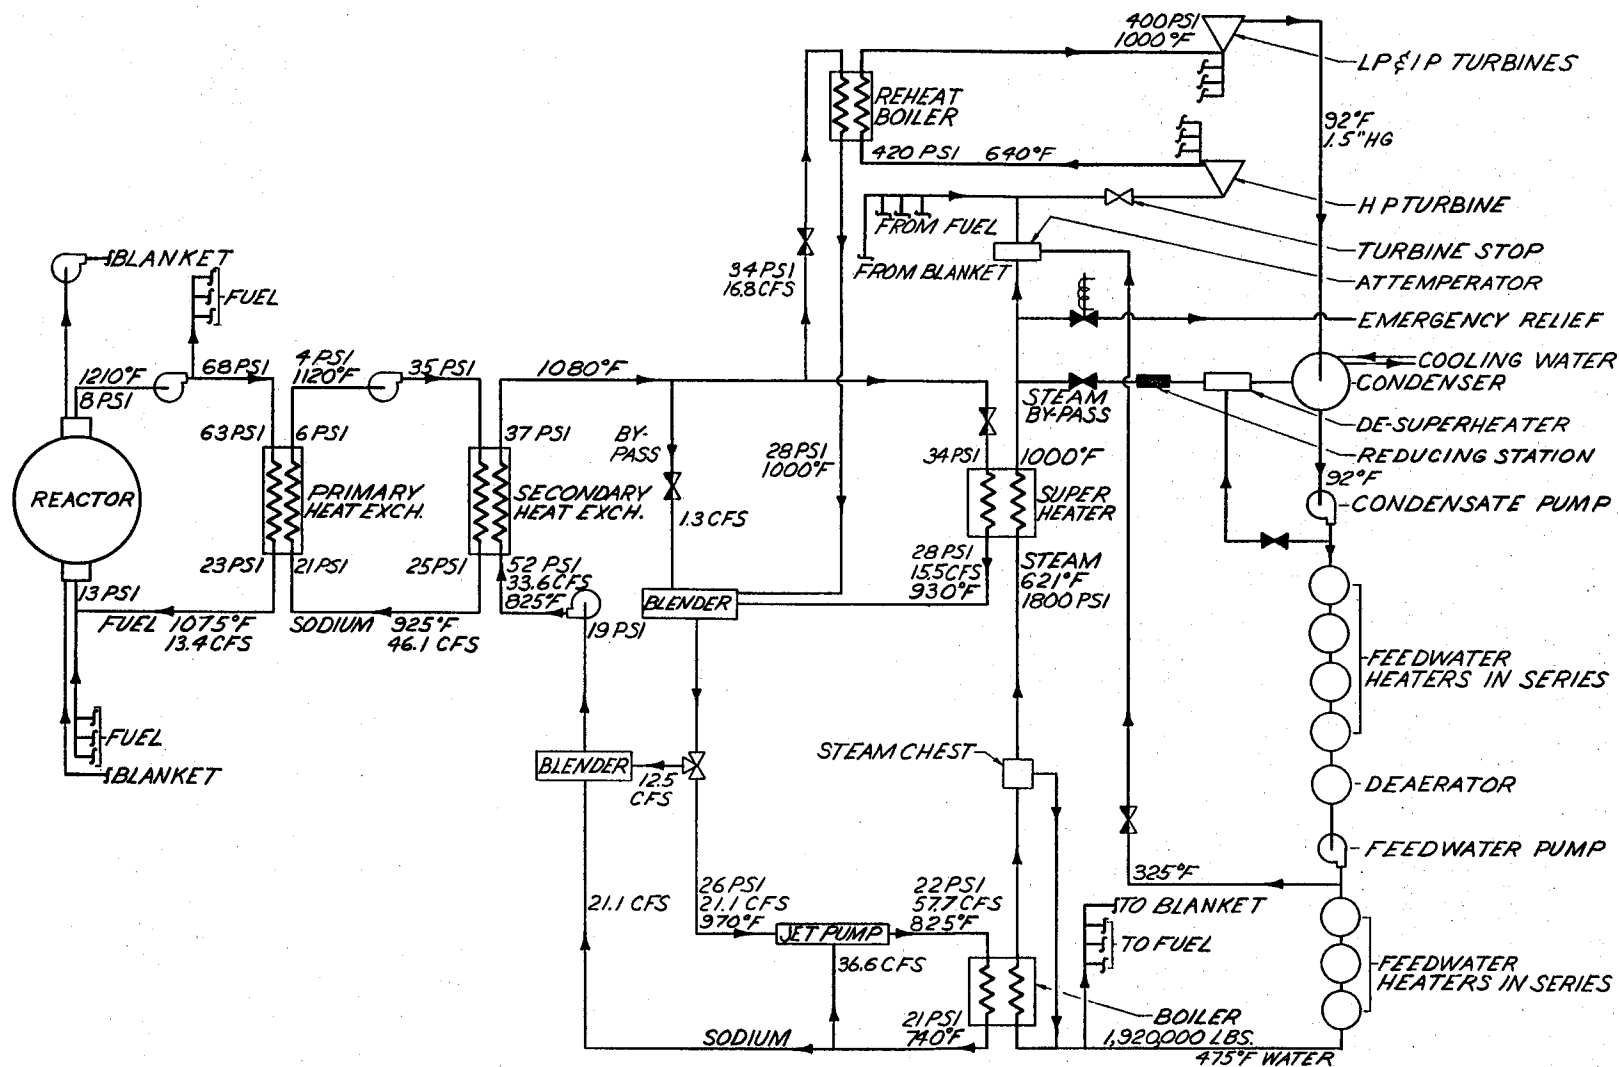 400 PSI
1000°F
LP & IP TURBINES
REHEAT
BOILER
92°F
1.5" HG
420 PSI 640°F
HP TURBINE
FROM FUEL
TURBINE STOP
FROM BLANKET
ATTEMPERATOR
34 PSI
16.8 CFS
BLANKET
FUEL
EMERGENCY RELIEF
COOLING WATER
CONDENSER
1210°F
8 PSI
68 PSI
4 PSI
1120°F
35 PSI
1080°F
STEAM
BY-PASS
DE-SUPERHEATER
REDUCING STATION
63 PSI
6 PSI
37 PSI
BY-
PASS
28 PSI
1000°F
34 PSI
1000°F
92°F
CONDENSATE PUMP
REACTOR
PRIMARY
HEAT EXCH.
SECONDARY
HEAT EXCH.
1.3 CFS
SUPER
HEATER
23 PSI
21 PSI
25 PSI
52 PSI
33.6 CFS
825°F
28 PSI
15.5 CFS
930°F
STEAM
621°F
1800 PSI
13 PSI
BLENDER
19 PSI
FUEL 1075°F
13.4 CFS
SODIUM 925°F
46.1 CFS
FEEDWATER
HEATERS IN SERIES
FUEL
BLANKET
BLENDER
12.5
CFS
STEAM CHEST
DEAERATOR
FEEDWATER PUMP
325°F
21.1 CFS
26 PSI
21.1 CFS
970°F
22 PSI
57.7 CFS
825°F
JET PUMP
36.6 CFS
TO BLANKET
TO FUEL
FEEDWATER
HEATERS IN SERIES
21 PSI
740°F
SODIUM
BOILER
1,920,000 LBS.
475°F WATER